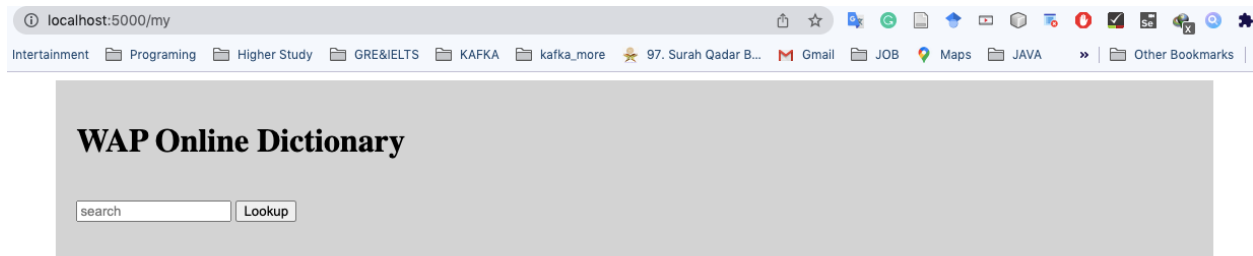 localhost:5000/my
Intertainment Programing Higher Study GRE&IELTS KAFKA kafka_more 97. Surah Qadar B... Gmail JOB Maps JAVA » Other Bookmarks
WAP Online Dictionary
search Lookup